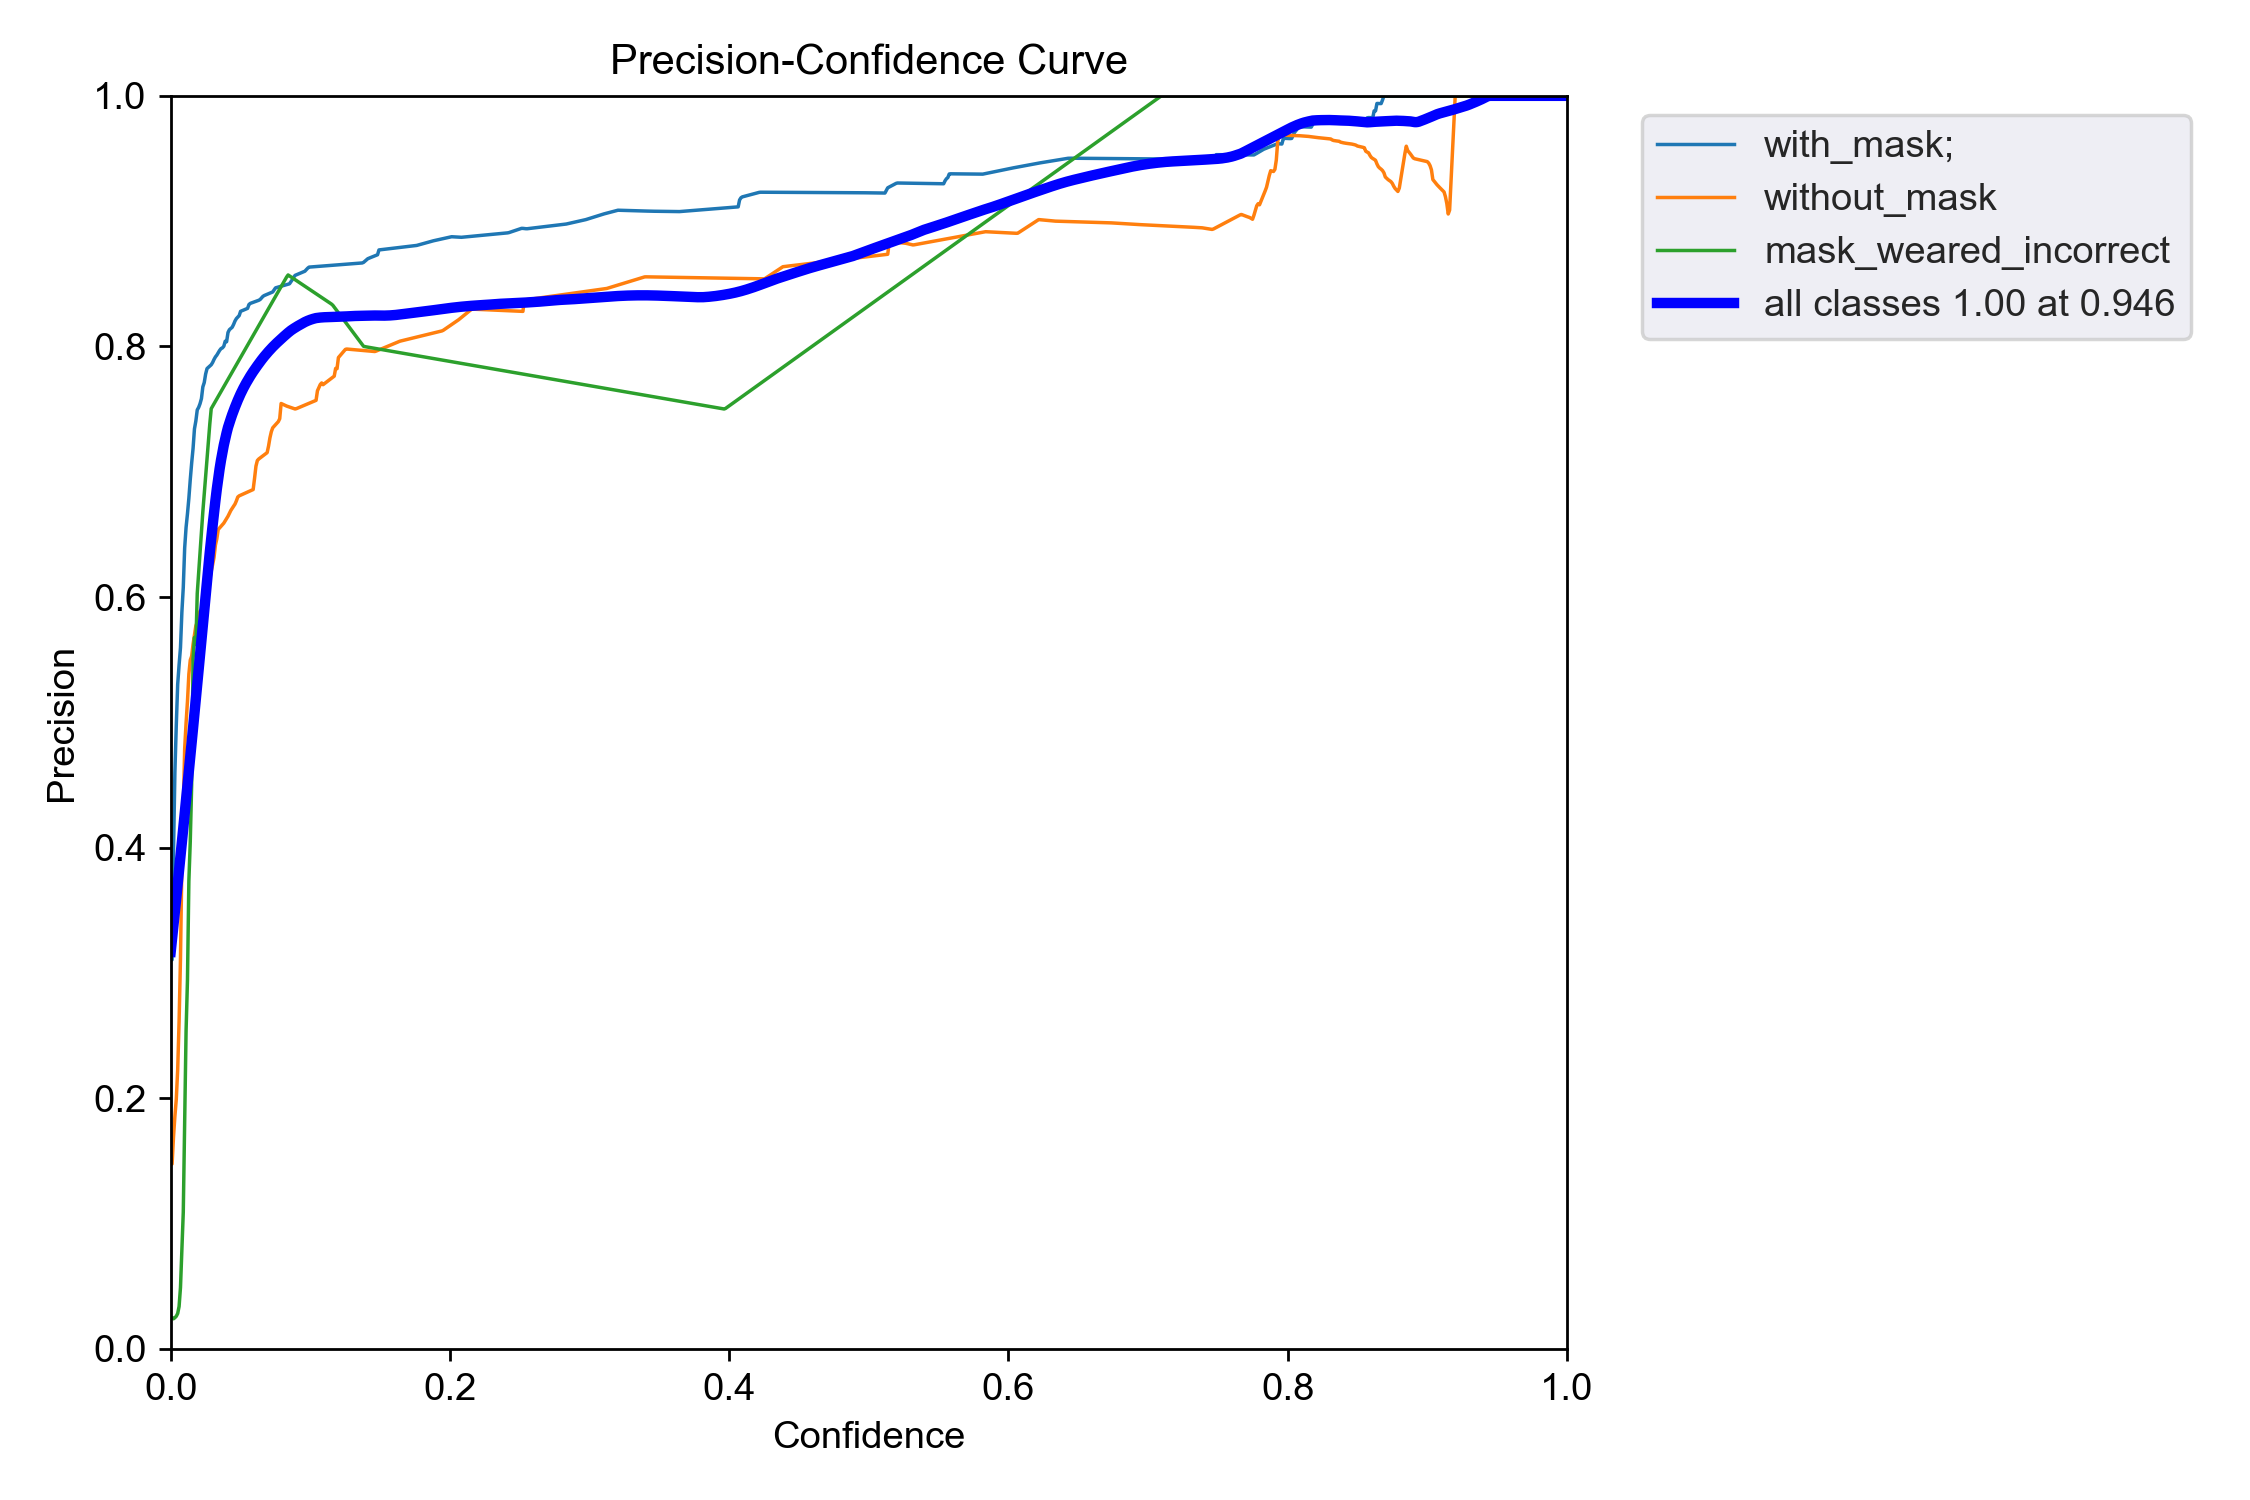 Precision-Confidence Curve
1.0
0.8
0.6
0.4
0.2
0.0
Precision
0.0 0.2 0.4 0.6 0.8 1.0
Confidence
with_mask;
without_mask
mask_weared_incorrect
all classes 1.00 at 0.946